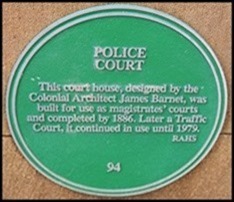 POLICE
COURT
This court house, designed by the
Colonial Architect James Barnet, was
built for use as magistrates' courts
and completed by 1886. Later a Traffic
Court, it continued in use until 1979.
RAHS
94